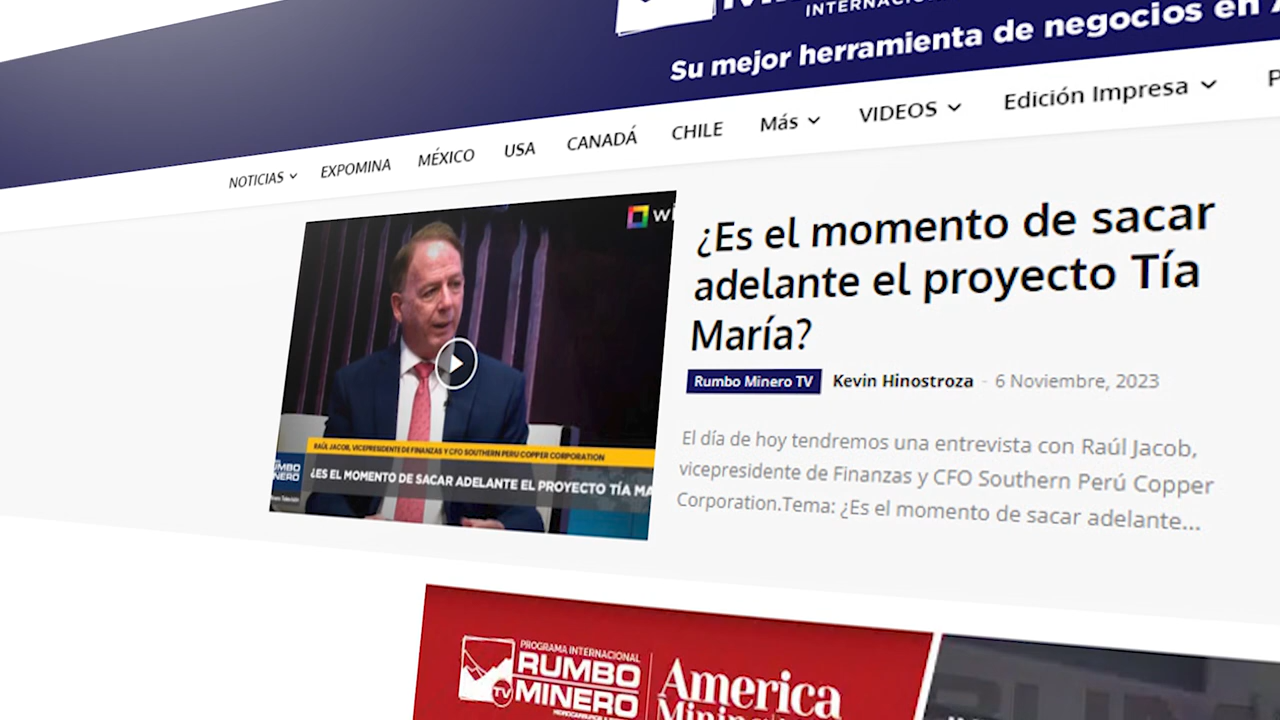 INTERNACIO
Su mejor herramienta de negocios en
NOTICIAS EXPOMINA MÉXICO USA CANADÁ CHILE Más VIDEOS Edición Impresa P
wi
RAÚL JACOB, VICEPRESIDENTE DE FINANZAS Y CFO SOUTHERN PERU COPPER CORPORATION
UMBO
INERO
¿ES EL MOMENTO DE SACAR ADELANTE EL PROYECTO TÍA MA
¿Es el momento de sacar
adelante el proyecto Tía
María?
Rumbo Minero TV Kevin Hinostroza - 6 Noviembre, 2023
El día de hoy tendremos una entrevista con Raúl Jacob,
vicepresidente de Finanzas y CFO Southern Perú Copper
Corporation.Tema: ¿Es el momento de sacar adelante...
PROGRAMA INTERNACIONAL
RUMBO
MINERO
TV
America